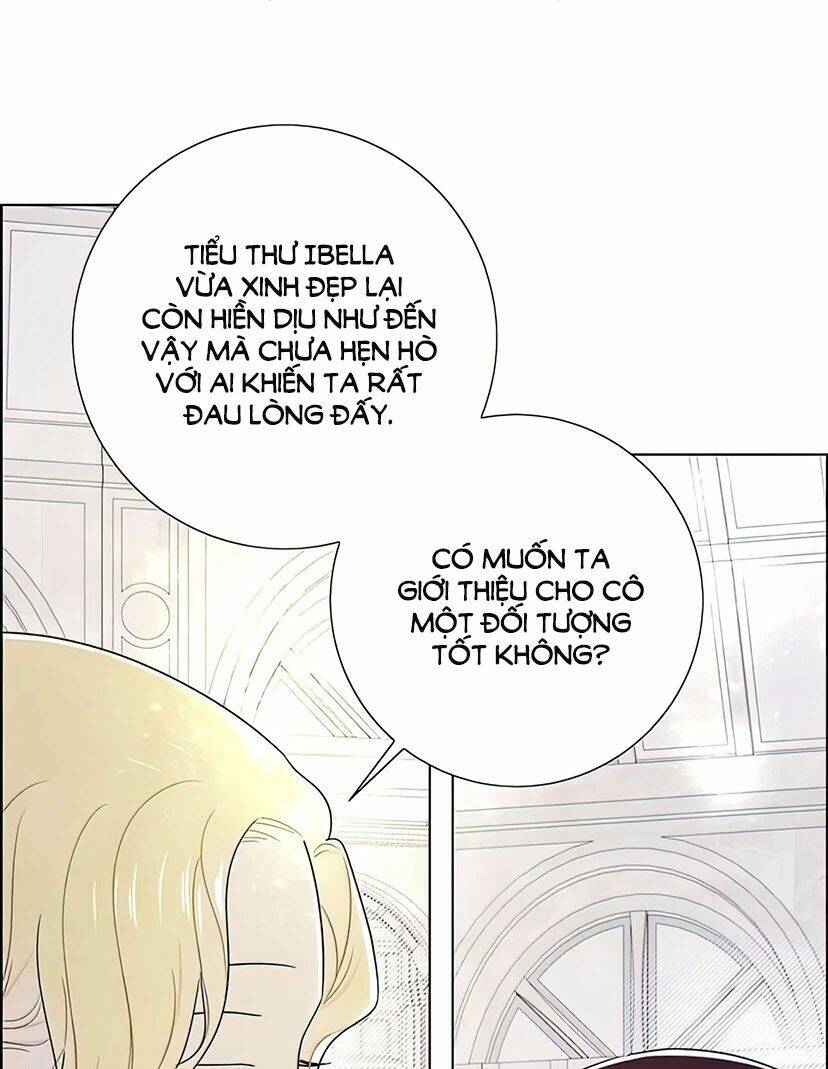 TIỂU THƯ IBELLA
VỪA XINH ĐẸP LẠI
CÒN HIỀN DỊU NHƯ ĐẾN
VẬY MÀ CHƯA HẸN HÒ
VỚI AI KHIẾN TA RẤT
ĐAU LÒNG ĐẤY.
CÓ MUỐN TA
GIỚI THIỆU CHO CÔ
MỘT ĐỐI TƯỢNG
TỐT KHÔNG?